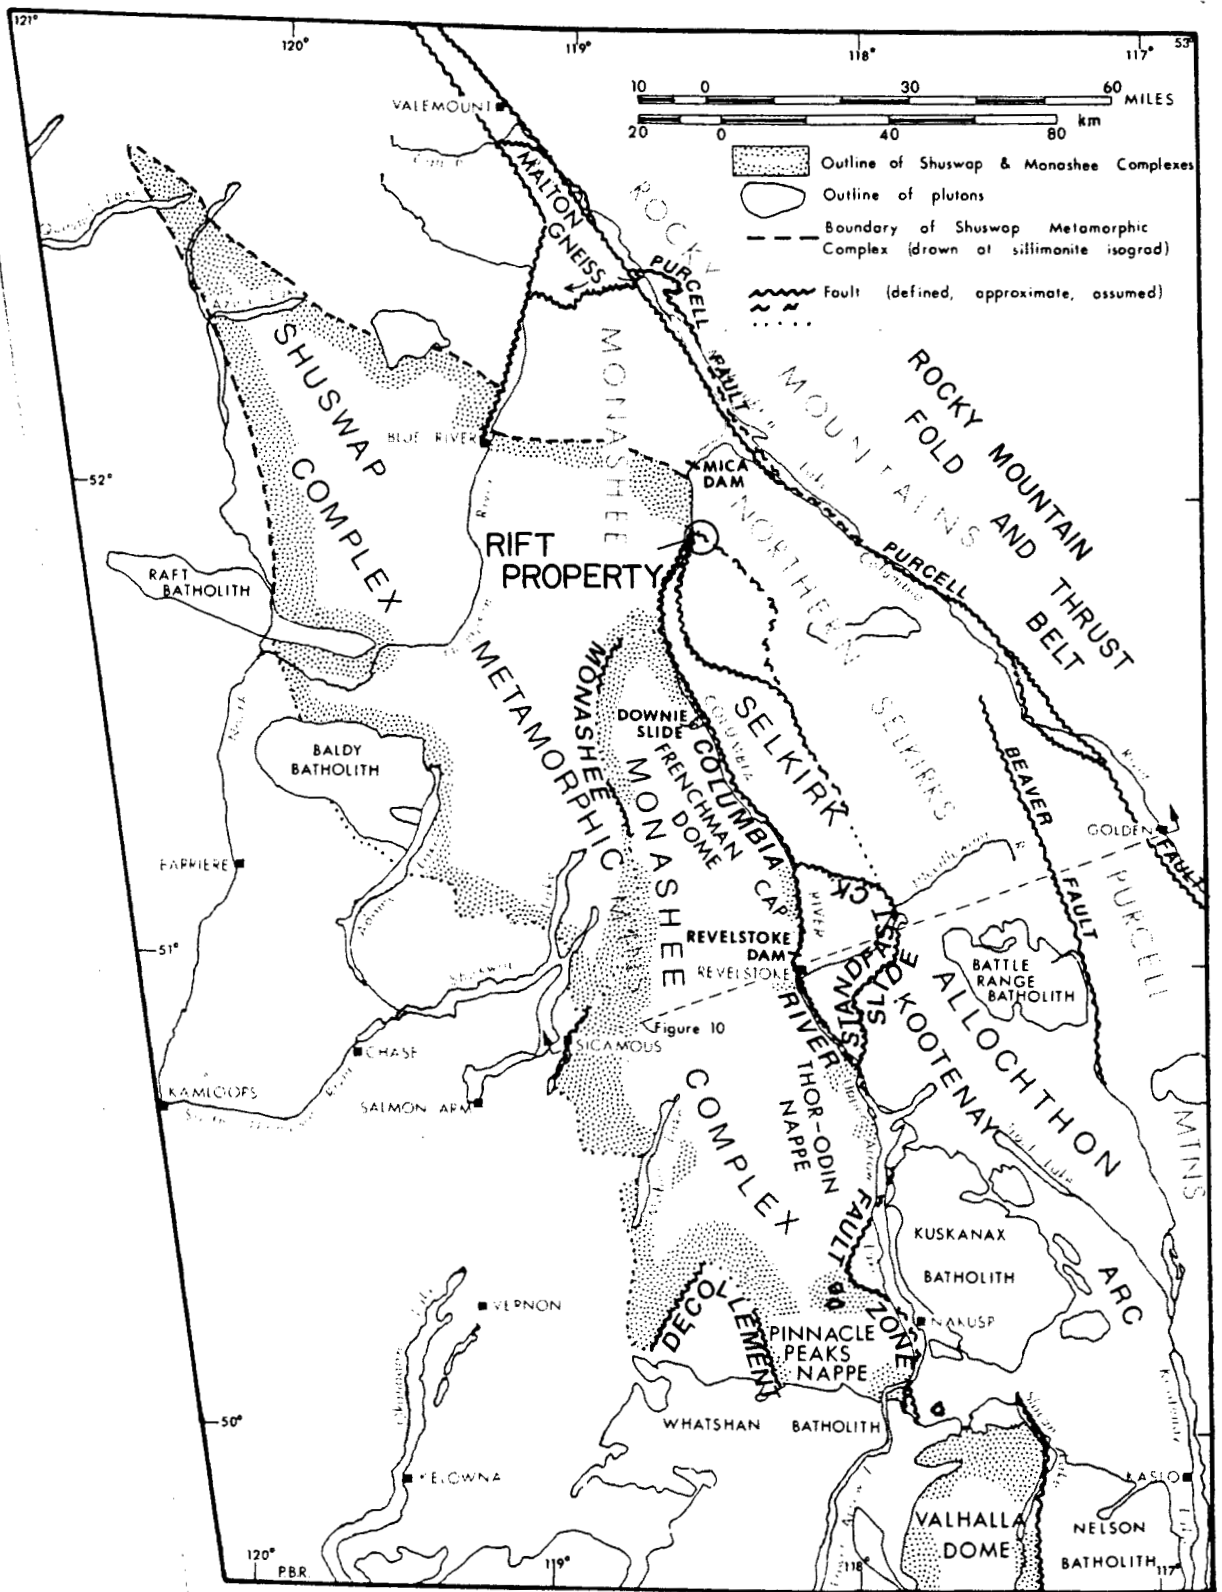 121°
120°
119°
118°
117°
53°
10 0 30 60 MILES
20 0 40 80 km
Outline of Shuswap & Monashee Complexes
Outline of plutons
Boundary of Shuswap Metamorphic
Complex (drawn at sillimonite isograd)
Fault (defined, approximate, assumed)
VALEMOUNT
MALTON
GNEISS
ROCKY
MOUNTAINS
PURCELL
FAULT
ROCKY MOUNTAIN
FOLD AND THRUST
BELT
SHUSWAP
COMPLEX
MONASHEE
BLUE RIVER
52°
MICA
DAM
RIFT
PROPERTY
NORTHERN
SELKIRKS
PURCELL
RAFT
BATHOLITH
METAMORPHIC
MONASHEE
DOWNIE
SLIDE
COLUMBIA
COLUMBIA
RIVER
FRENCHMAN CAP
DOME
MONASHEE
COMPLEX
SELKIRK
ALLOCHTHON
BEAVER
FAULT
GOLDEN
FAULT
PURCELL
MTNS
BALDY
BATHOLITH
BARRIERE
51°
MTNS
REVELSTOKE
DAM
REVELSTOKE
RIVER
STANDFAST
CK
SLIDE
BATTLE
RANGE
BATHOLITH
KOOTENAY
ARC
Figure 10
SICAMOUS
CHASE
KAMLOOPS
SALMON ARM
THOR-ODIN
NAPPE
FAULT
ZONE
KUSKANAX
BATHOLITH
NAKUSP
VERNON
DECOLLEMENT
PINNACLE
PEAKS
NAPPE
WHATSHAN BATHOLITH
50°
KELOWNA
KASLO
VALHALLA
DOME
NELSON
BATHOLITH
120°
P.B.R.
119°
118°
117°